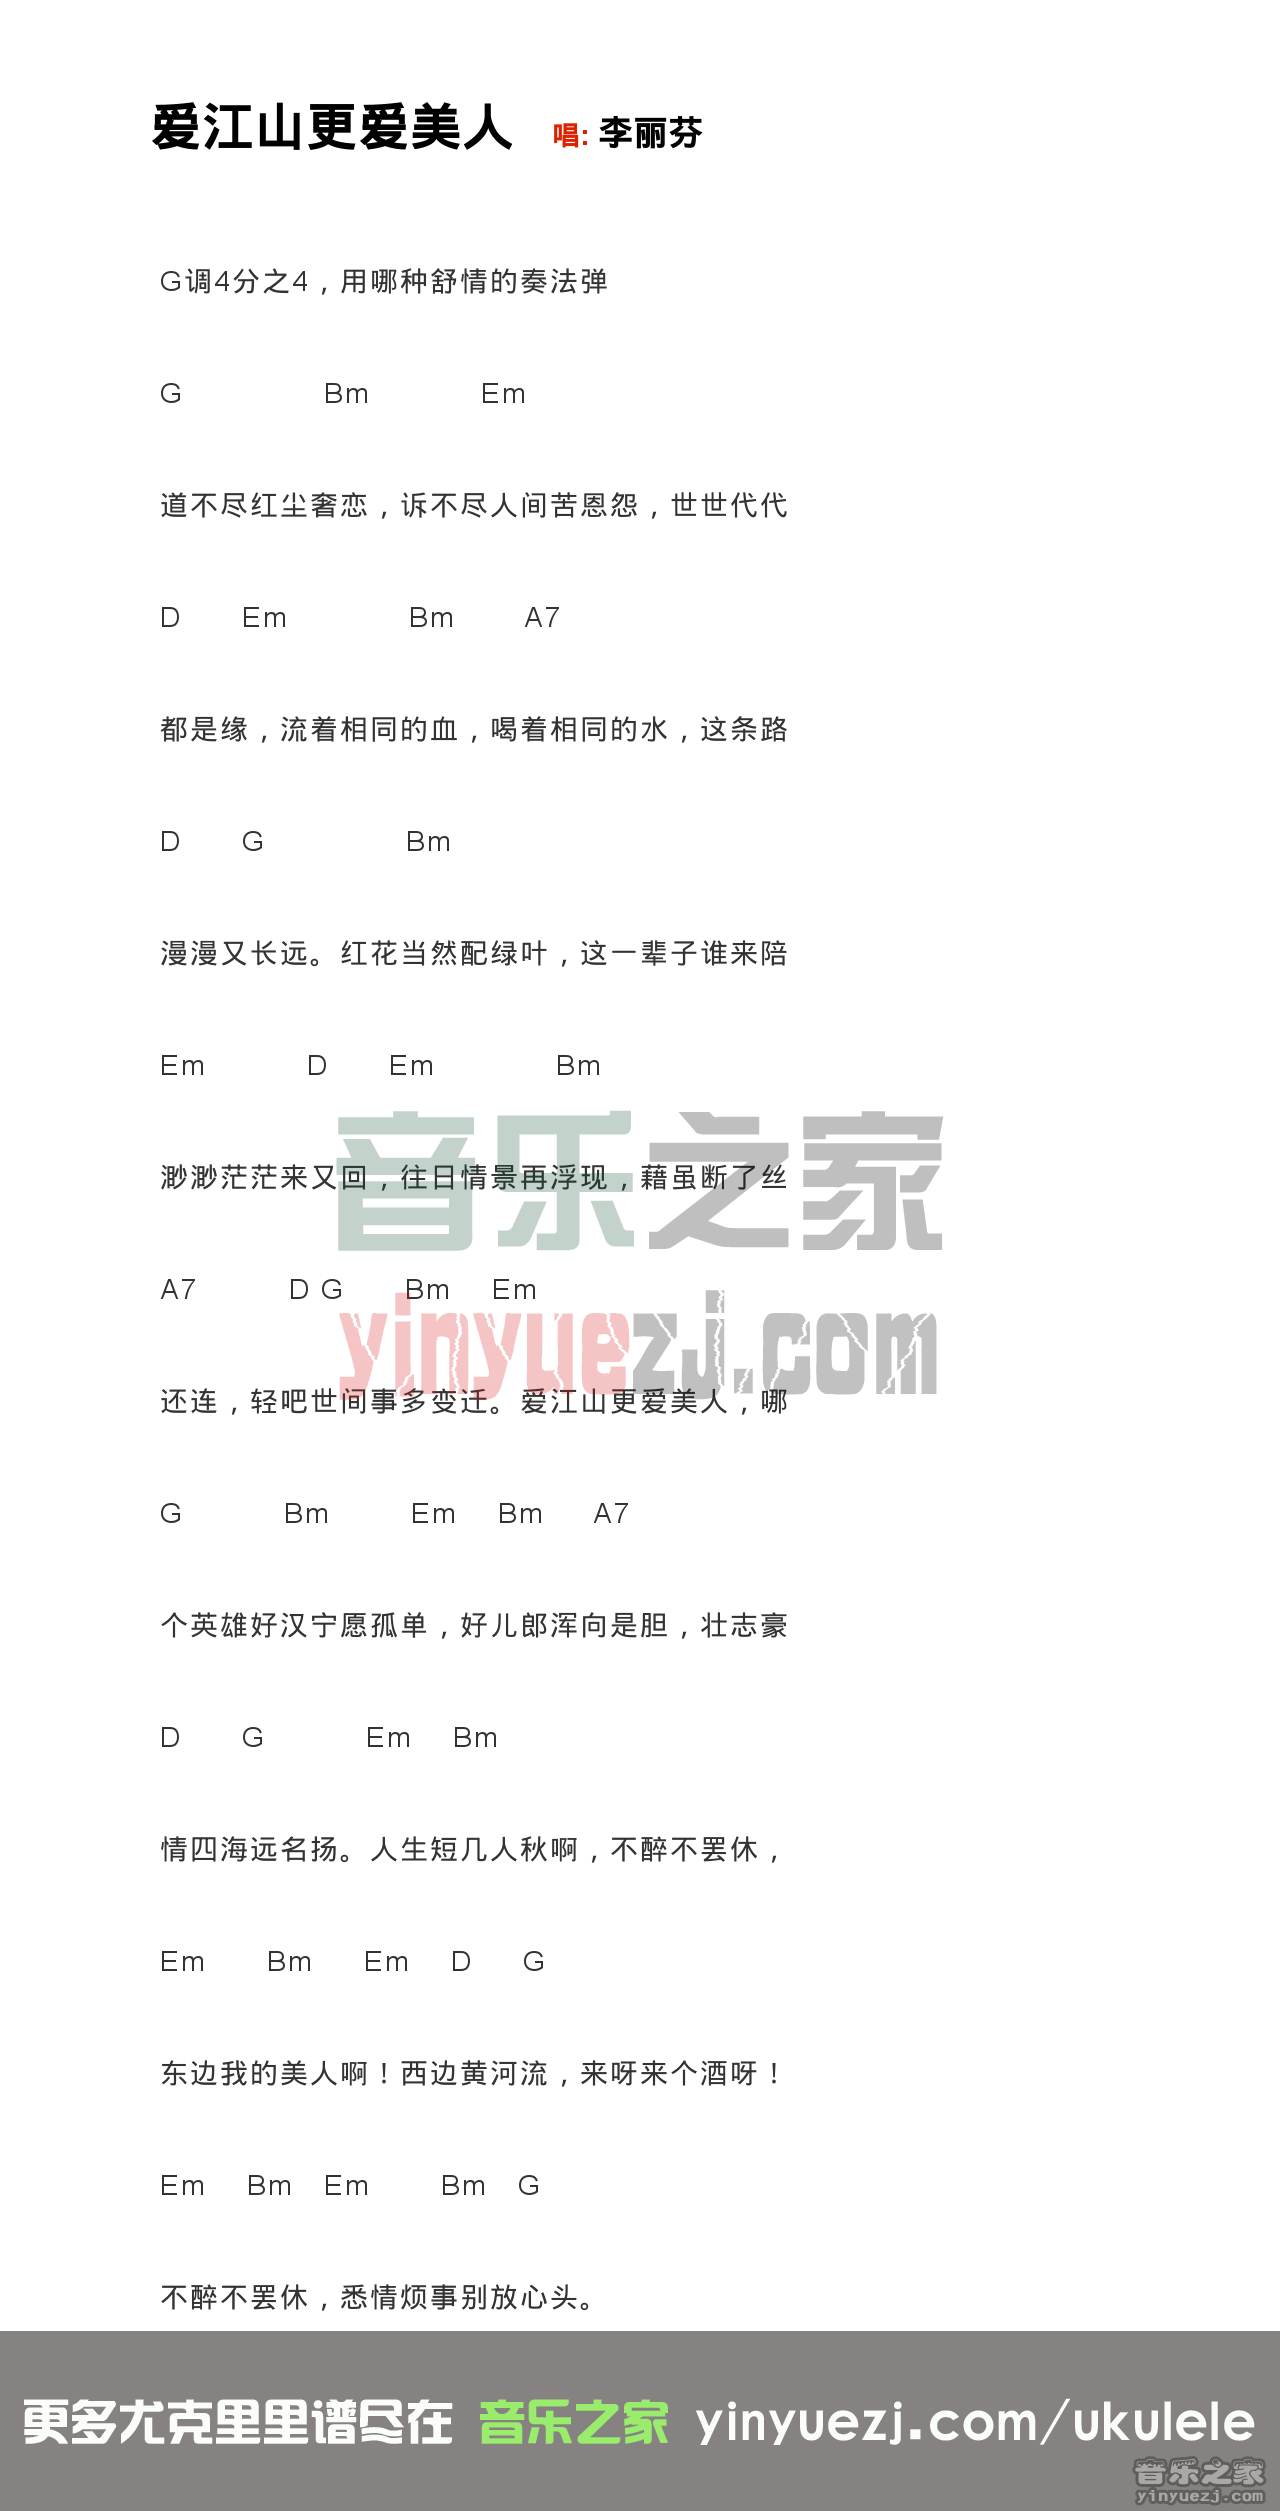 爱江山更爱美人 唱: 李丽芬
G调4分之4，用哪种舒情的奏法弹
G Bm Em
道不尽红尘奢恋，诉不尽人间苦恩怨，世世代代
D Em Bm A7
都是缘，流着相同的血，喝着相同的水，这条路
D G Bm
漫漫又长远。红花当然配绿叶，这一辈子谁来陪
Em D Em Bm
渺渺茫茫来又回，往日情景再浮现，藉虽断了丝
音乐之家
A7 D G Bm Em
yinyuezj.com
还连，轻吧世间事多变迁。爱江山更爱美人，哪
G Bm Em Bm A7
个英雄好汉宁愿孤单，好儿郎浑向是胆，壮志豪
D G Em Bm
情四海远名扬。人生短几人秋啊，不醉不罢休，
Em Bm Em D G
东边我的美人啊！西边黄河流，来呀来个酒呀！
Em Bm Em Bm G
不醉不罢休，悉情烦事别放心头。
更多尤克里里谱尽在 音乐之家 yinyuezj.com/ukulele
音乐之家
yinyuezj.com